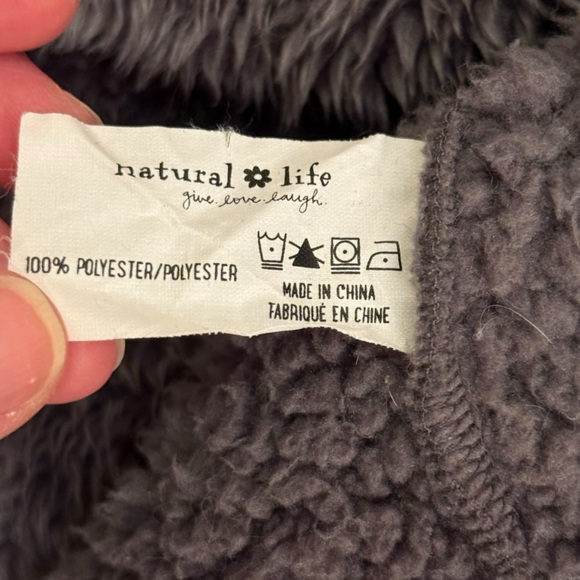 natural life
give. love. laugh.
100% POLYESTER/POLYESTER
MADE IN CHINA
FABRIQUÉ EN CHINE